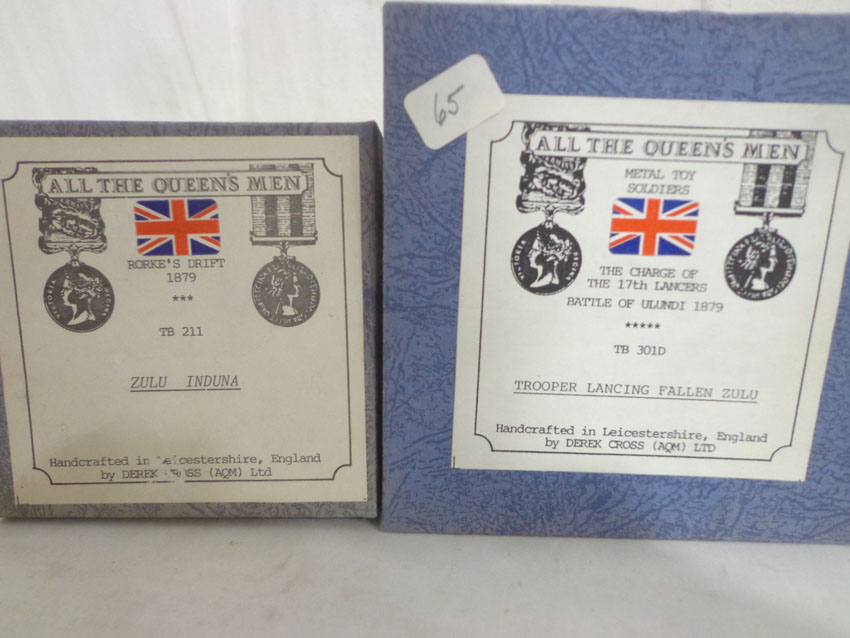 ALL THE QUEEN'S MEN
RORKE'S DRIFT
1879
***
TB 211
ZULU INDUNA
Handcrafted in Leicestershire, England
by DEREK CROSS (AQM) Ltd
65
ALL THE QUEEN'S MEN
METAL TOY
SOLDIERS
THE CHARGE OF
THE 17th LANCERS
BATTLE OF ULUNDI 1879
*****
TB 301D
TROOPER LANCING FALLEN ZULU
Handcrafted in Leicestershire, England
by DEREK CROSS (AQM) LTD